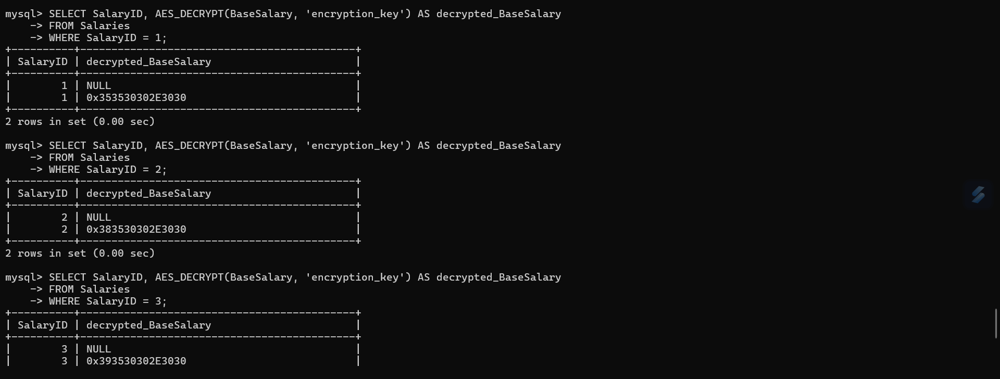 mysql> SELECT SalaryID, AES_DECRYPT(BaseSalary, 'encryption_key') AS decrypted_BaseSalary
    -> FROM Salaries
    -> WHERE SalaryID = 1;
+----------+--------------------------------------------+
| SalaryID | decrypted_BaseSalary                       |
+----------+--------------------------------------------+
|        1 | NULL                                       |
|        1 | 0x353530302E3030                           |
+----------+--------------------------------------------+
2 rows in set (0.00 sec)

mysql> SELECT SalaryID, AES_DECRYPT(BaseSalary, 'encryption_key') AS decrypted_BaseSalary
    -> FROM Salaries
    -> WHERE SalaryID = 2;
+----------+--------------------------------------------+
| SalaryID | decrypted_BaseSalary                       |
+----------+--------------------------------------------+
|        2 | NULL                                       |
|        2 | 0x383530302E3030                           |
+----------+--------------------------------------------+
2 rows in set (0.00 sec)

mysql> SELECT SalaryID, AES_DECRYPT(BaseSalary, 'encryption_key') AS decrypted_BaseSalary
    -> FROM Salaries
    -> WHERE SalaryID = 3;
+----------+--------------------------------------------+
| SalaryID | decrypted_BaseSalary                       |
+----------+--------------------------------------------+
|        3 | NULL                                       |
|        3 | 0x393530302E3030                           |